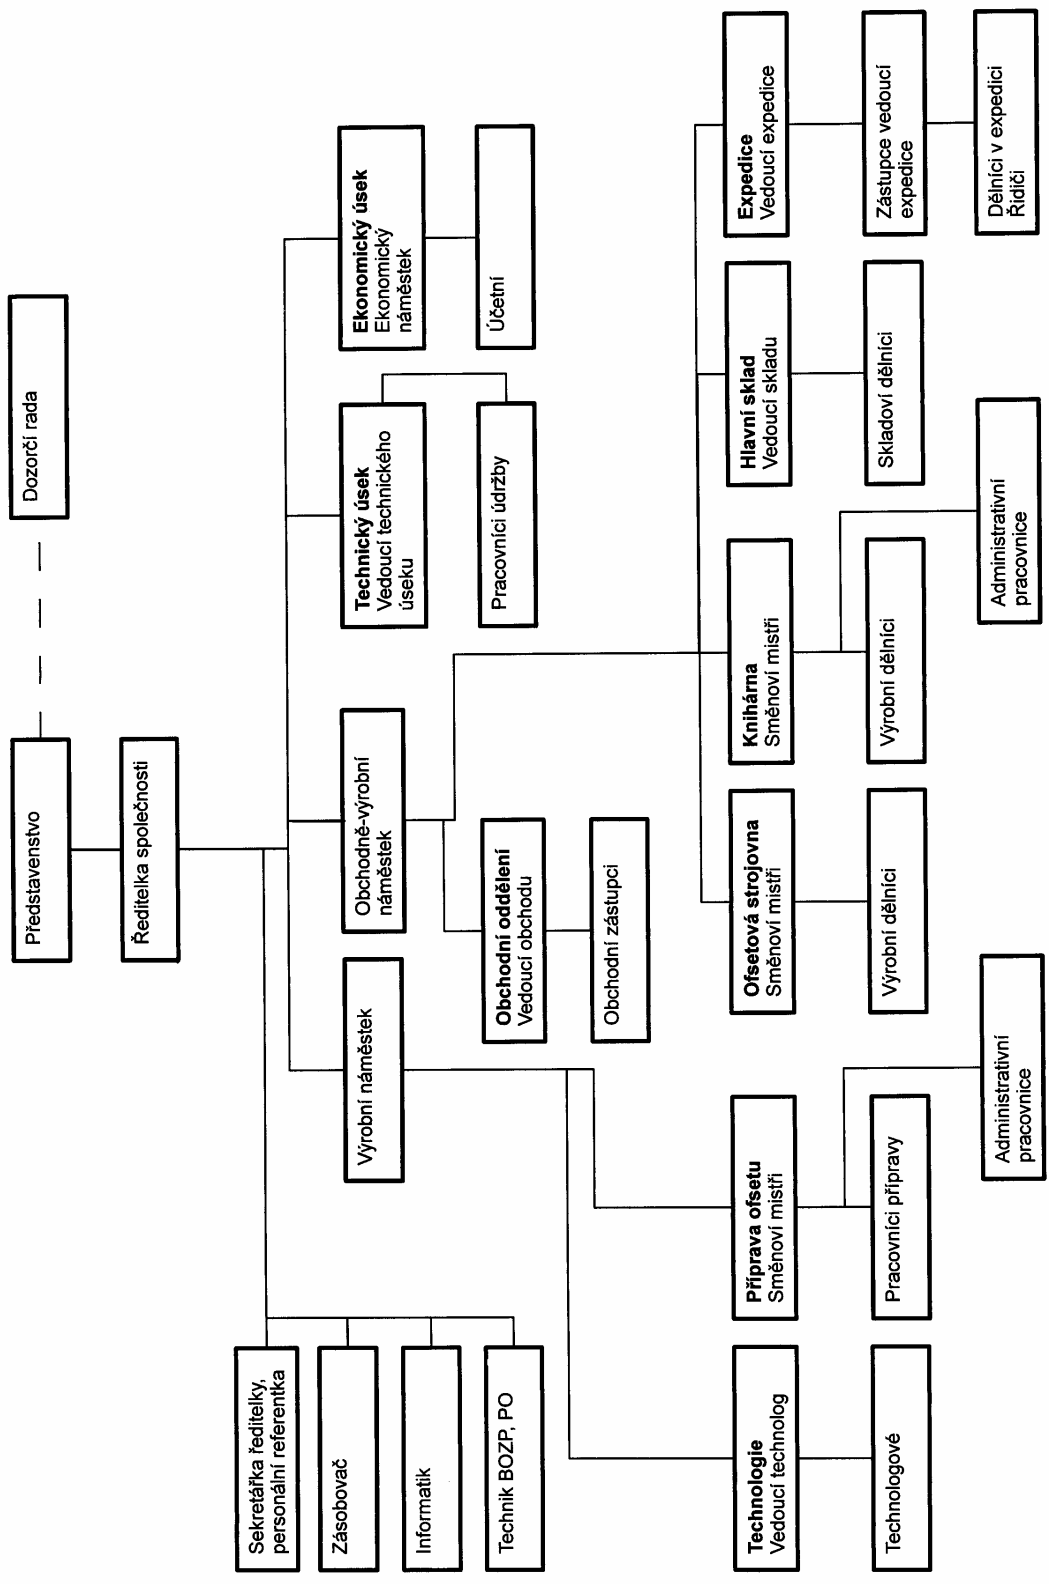 Představenstvo
Dozorčí rada
Ředitelka společnosti
Sekretářka ředitelky,
personální referentka
Zásobovač
Informatik
Technik BOZP, PO
Výrobní náměstek
Obchodně-výrobní
náměstek
Technický úsek
Vedoucí technického
úseku
Ekonomický úsek
Ekonomický
náměstek
Obchodní oddělení
Vedoucí obchodu
Pracovníci údržby
Účetní
Obchodní zástupci
Technologie
Vedoucí technolog
Příprava ofsetu
Směnoví mistři
Ofsetová strojovna
Směnoví mistři
Knihárna
Směnoví mistři
Hlavní sklad
Vedoucí skladu
Expedice
Vedoucí expedice
Technologové
Pracovníci přípravy
Výrobní dělníci
Výrobní dělníci
Skladoví dělníci
Zástupce vedoucí
expedice
Administrativní
pracovnice
Administrativní
pracovnice
Dělníci v expedici
Řidiči